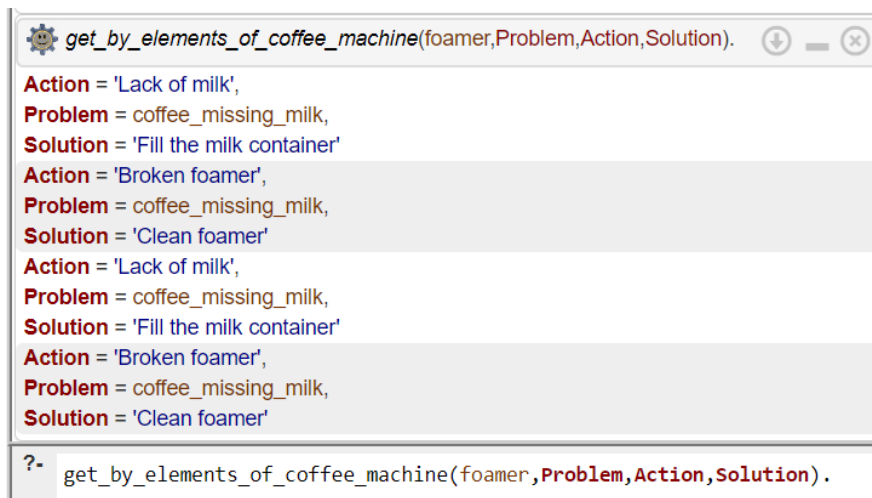 get_by_elements_of_coffee_machine(foamer,Problem,Action,Solution).
Action = 'Lack of milk',
Problem = coffee_missing_milk,
Solution = 'Fill the milk container'
Action = 'Broken foamer',
Problem = coffee_missing_milk,
Solution = 'Clean foamer'
Action = 'Lack of milk',
Problem = coffee_missing_milk,
Solution = 'Fill the milk container'
Action = 'Broken foamer',
Problem = coffee_missing_milk,
Solution = 'Clean foamer'
?- get_by_elements_of_coffee_machine(foamer,Problem,Action,Solution).